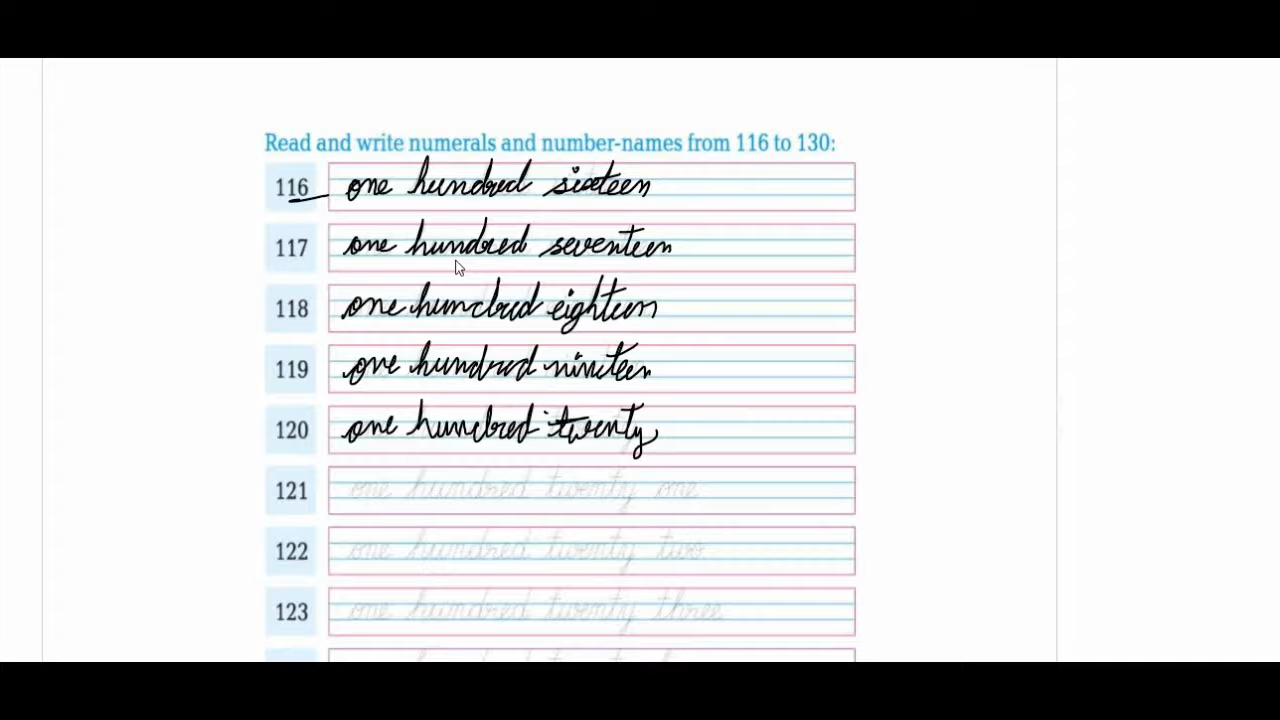 Read and write numerals and number-names from 116 to 130:
116 one hundred sixteen
117 one hundred seventeen
118 one hundred eighteen
119 one hundred nineteen
120 one hundred twenty
121 one hundred twenty one
122 one hundred twenty two
123 one hundred twenty three